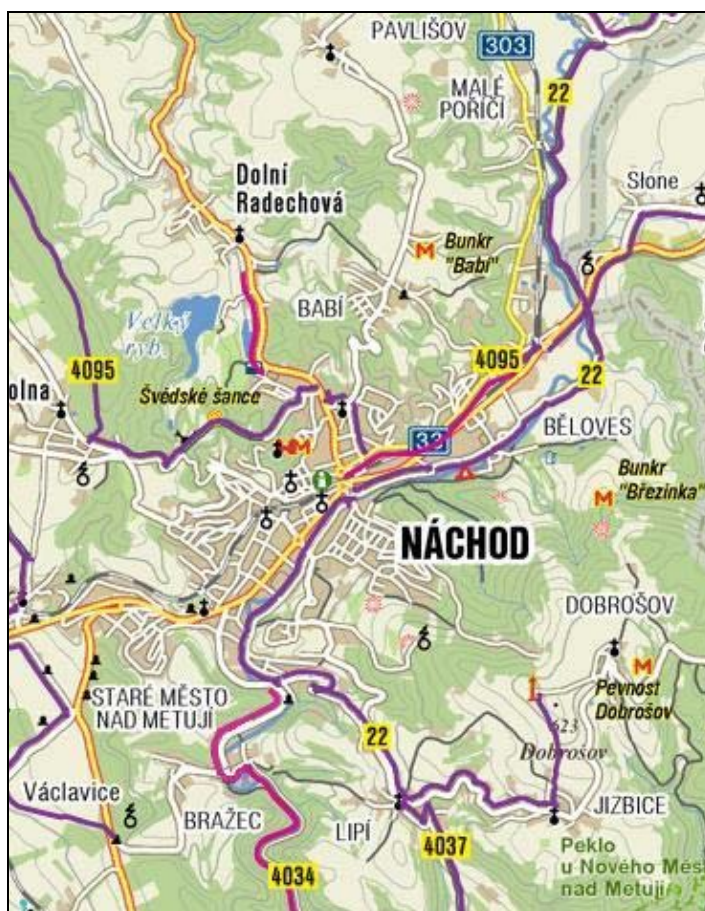 PAVLIŠOV
303
22
MALÉ
POŘÍČÍ
Slone
Dolní
Radechová
Bunkr
"Babí"
BABÍ
Velký
ryb.
4095
4095
22
olna
Švédské šance
33
BĚLOVES
Bunkr
"Březinka"
NÁCHOD
DOBROŠOV
Pevnost
Dobrošov
STARÉ MĚSTO
NAD METUJÍ
623
Dobrošov
22
Václavice
BRAŽEC
LIPÍ
4037
JIZBICE
4034
Peklo
u Nového Měs
nad Metují